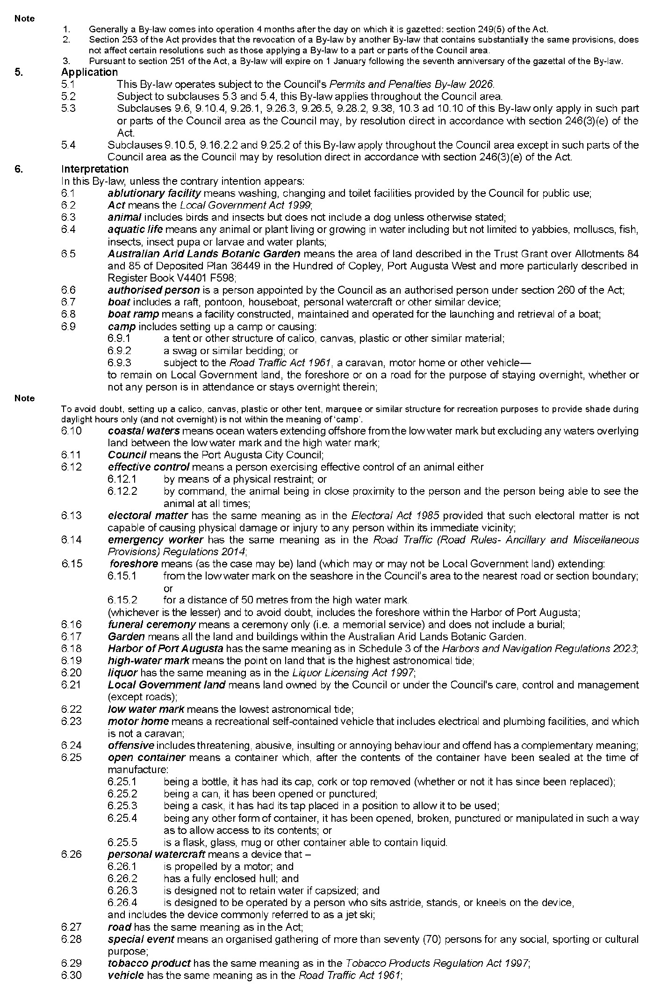 Note
1. Generally a By-law comes into operation 4 months after the day on which it is gazetted: section 249(5) of the Act.
2. Section 253 of the Act provides that the revocation of a By-law by another By-law that contains substantially the same provisions, does
not affect certain resolutions such as those applying a By-law to a part or parts of the Council area.
3. Pursuant to section 251 of the Act, a By-law will expire on 1 January following the seventh anniversary of the gazettal of the By-law.
5. Application
5.1 This By-law operates subject to the Council's Permits and Penalties By-law 2026.
5.2 Subject to subclauses 5.3 and 5.4, this By-law applies throughout the Council area.
5.3 Subclauses 9.6, 9.10.4, 9.26.1, 9.26.3, 9.26.5, 9.28.2, 9.38, 10.3 ad 10.10 of this By-law only apply in such part
or parts of the Council area as the Council may, by resolution direct in accordance with section 246(3)(e) of the
Act.
5.4 Subclauses 9.10.5, 9.16.2.2 and 9.25.2 of this By-law apply throughout the Council area except in such parts of the
Council area as the Council may by resolution direct in accordance with section 246(3)(e) of the Act.
6. Interpretation
In this By-law, unless the contrary intention appears:
6.1 ablutionary facility means washing, changing and toilet facilities provided by the Council for public use;
6.2 Act means the Local Government Act 1999;
6.3 animal includes birds and insects but does not include a dog unless otherwise stated;
6.4 aquatic life means any animal or plant living or growing in water including but not limited to yabbies, molluscs, fish,
insects, insect pupa or larvae and water plants;
6.5 Australian Arid Lands Botanic Garden means the area of land described in the Trust Grant over Allotments 84
and 85 of Deposited Plan 36449 in the Hundred of Copley, Port Augusta West and more particularly described in
Register Book V4401 F598;
6.6 authorised person is a person appointed by the Council as an authorised person under section 260 of the Act;
6.7 boat includes a raft, pontoon, houseboat, personal watercraft or other similar device;
6.8 boat ramp means a facility constructed, maintained and operated for the launching and retrieval of a boat;
6.9 camp includes setting up a camp or causing:
6.9.1 a tent or other structure of calico, canvas, plastic or other similar material;
6.9.2 a swag or similar bedding; or
6.9.3 subject to the Road Traffic Act 1961, a caravan, motor home or other vehicle—
to remain on Local Government land, the foreshore or on a road for the purpose of staying overnight, whether or
not any person is in attendance or stays overnight therein;
Note
To avoid doubt, setting up a calico, canvas, plastic or other tent, marquee or similar structure for recreation purposes to provide shade during
daylight hours only (and not overnight) is not within the meaning of ‘camp’.
6.10 coastal waters means ocean waters extending offshore from the low water mark but excluding any waters overlying
land between the low water mark and the high water mark;
6.11 Council means the Port Augusta City Council;
6.12 effective control means a person exercising effective control of an animal either
6.12.1 by means of a physical restraint; or
6.12.2 by command, the animal being in close proximity to the person and the person being able to see the
animal at all times;
6.13 electoral matter has the same meaning as in the Electoral Act 1985 provided that such electoral matter is not
capable of causing physical damage or injury to any person within its immediate vicinity;
6.14 emergency worker has the same meaning as in the Road Traffic (Road Rules- Ancillary and Miscellaneous
Provisions) Regulations 2014;
6.15 foreshore means (as the case may be) land (which may or may not be Local Government land) extending:
6.15.1 from the low water mark on the seashore in the Council’s area to the nearest road or section boundary;
or
6.15.2 for a distance of 50 metres from the high water mark.
(whichever is the lesser) and to avoid doubt, includes the foreshore within the Harbor of Port Augusta;
6.16 funeral ceremony means a ceremony only (i.e. a memorial service) and does not include a burial;
6.17 Garden means all the land and buildings within the Australian Arid Lands Botanic Garden.
6.18 Harbor of Port Augusta has the same meaning as in Schedule 3 of the Harbors and Navigation Regulations 2023;
6.19 high-water mark means the point on land that is the highest astronomical tide;
6.20 liquor has the same meaning as in the Liquor Licensing Act 1997;
6.21 Local Government land means land owned by the Council or under the Council's care, control and management
(except roads);
6.22 low water mark means the lowest astronomical tide;
6.23 motor home means a recreational self-contained vehicle that includes electrical and plumbing facilities, and which
is not a caravan;
6.24 offensive includes threatening, abusive, insulting or annoying behaviour and offend has a complementary meaning;
6.25 open container means a container which, after the contents of the container have been sealed at the time of
manufacture:
6.25.1 being a bottle, it has had its cap, cork or top removed (whether or not it has since been replaced);
6.25.2 being a can, it has been opened or punctured;
6.25.3 being a cask, it has had its tap placed in a position to allow it to be used;
6.25.4 being any other form of container, it has been opened, broken, punctured or manipulated in such a way
as to allow access to its contents; or
6.25.5 is a flask, glass, mug or other container able to contain liquid.
6.26 personal watercraft means a device that –
6.26.1 is propelled by a motor; and
6.26.2 has a fully enclosed hull; and
6.26.3 is designed not to retain water if capsized; and
6.26.4 is designed to be operated by a person who sits astride, stands, or kneels on the device,
and includes the device commonly referred to as a jet ski;
6.27 road has the same meaning as in the Act;
6.28 special event means an organised gathering of more than seventy (70) persons for any social, sporting or cultural
purpose;
6.29 tobacco product has the same meaning as in the Tobacco Products Regulation Act 1997;
6.30 vehicle has the same meaning as in the Road Traffic Act 1961;